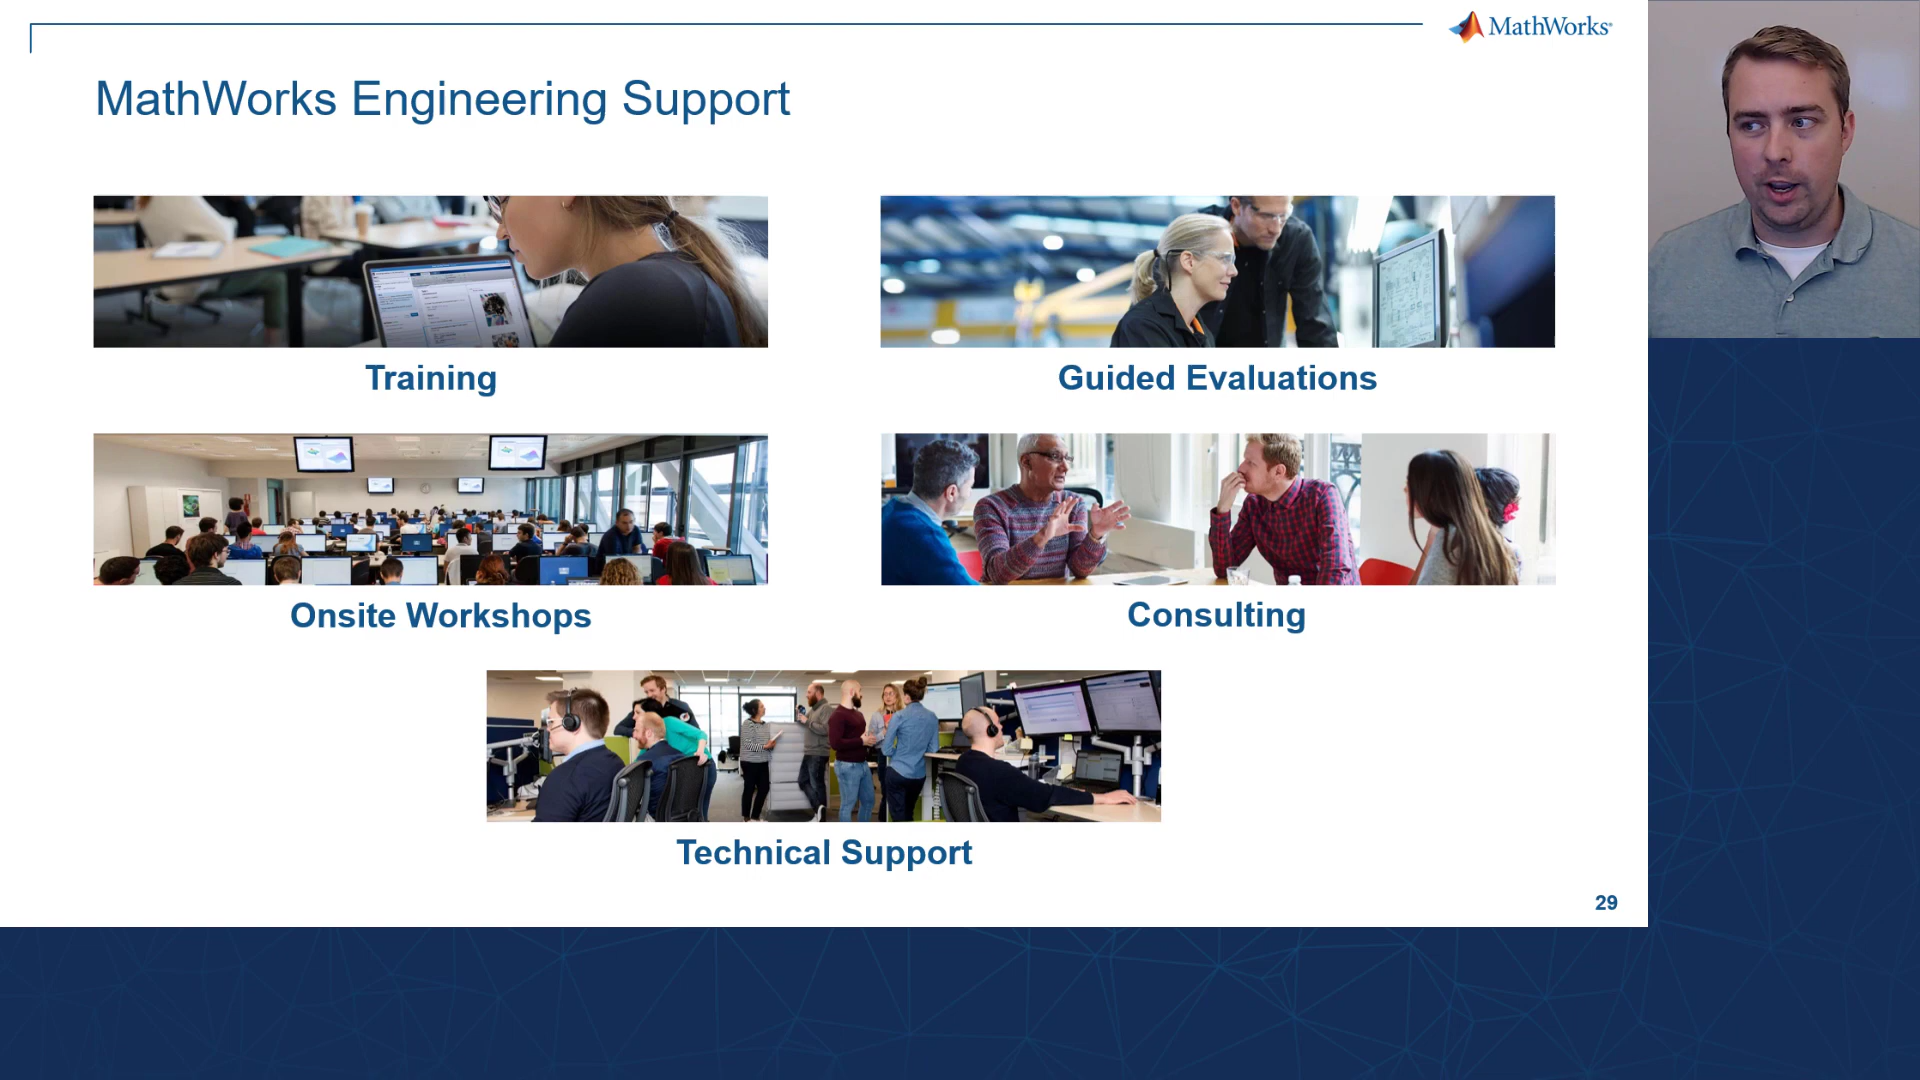 MathWorks
MathWorks Engineering Support
Training
Guided Evaluations
Onsite Workshops
Consulting
Technical Support
29